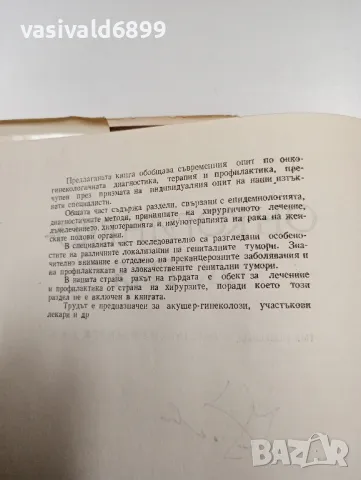 vasivald6899
Предлаганата книга обобщава съвременния опит по онко-
гинекологичната диагностика, терапия и профилактика, пре-
чупен през призмата на индивидуалния опит на наши изтък-
нати специалисти.
Общата част съдържа раздели, свързани с епидемиологията,
диагностичните методи, принципите на хирургичното лечение,
лъчелечението, химотерапията и имунотерапията на рака на жен-
ските полови органи.
В специалната част последователно са разгледани особено-
стите на различните локализации на гениталните тумори. Зна-
чително внимание е отделено на преканцерозните заболявания и
на профилактиката на злокачествените генитални тумори.
В нашата страна ракът на гърдата е обект за лечение
и профилактика от страна на хирурзите, поради което този
раздел не е включен в книгата.
Трудът е предназначен за акушер-гинеколози, участъкови
лекари и др
bazar
БГ